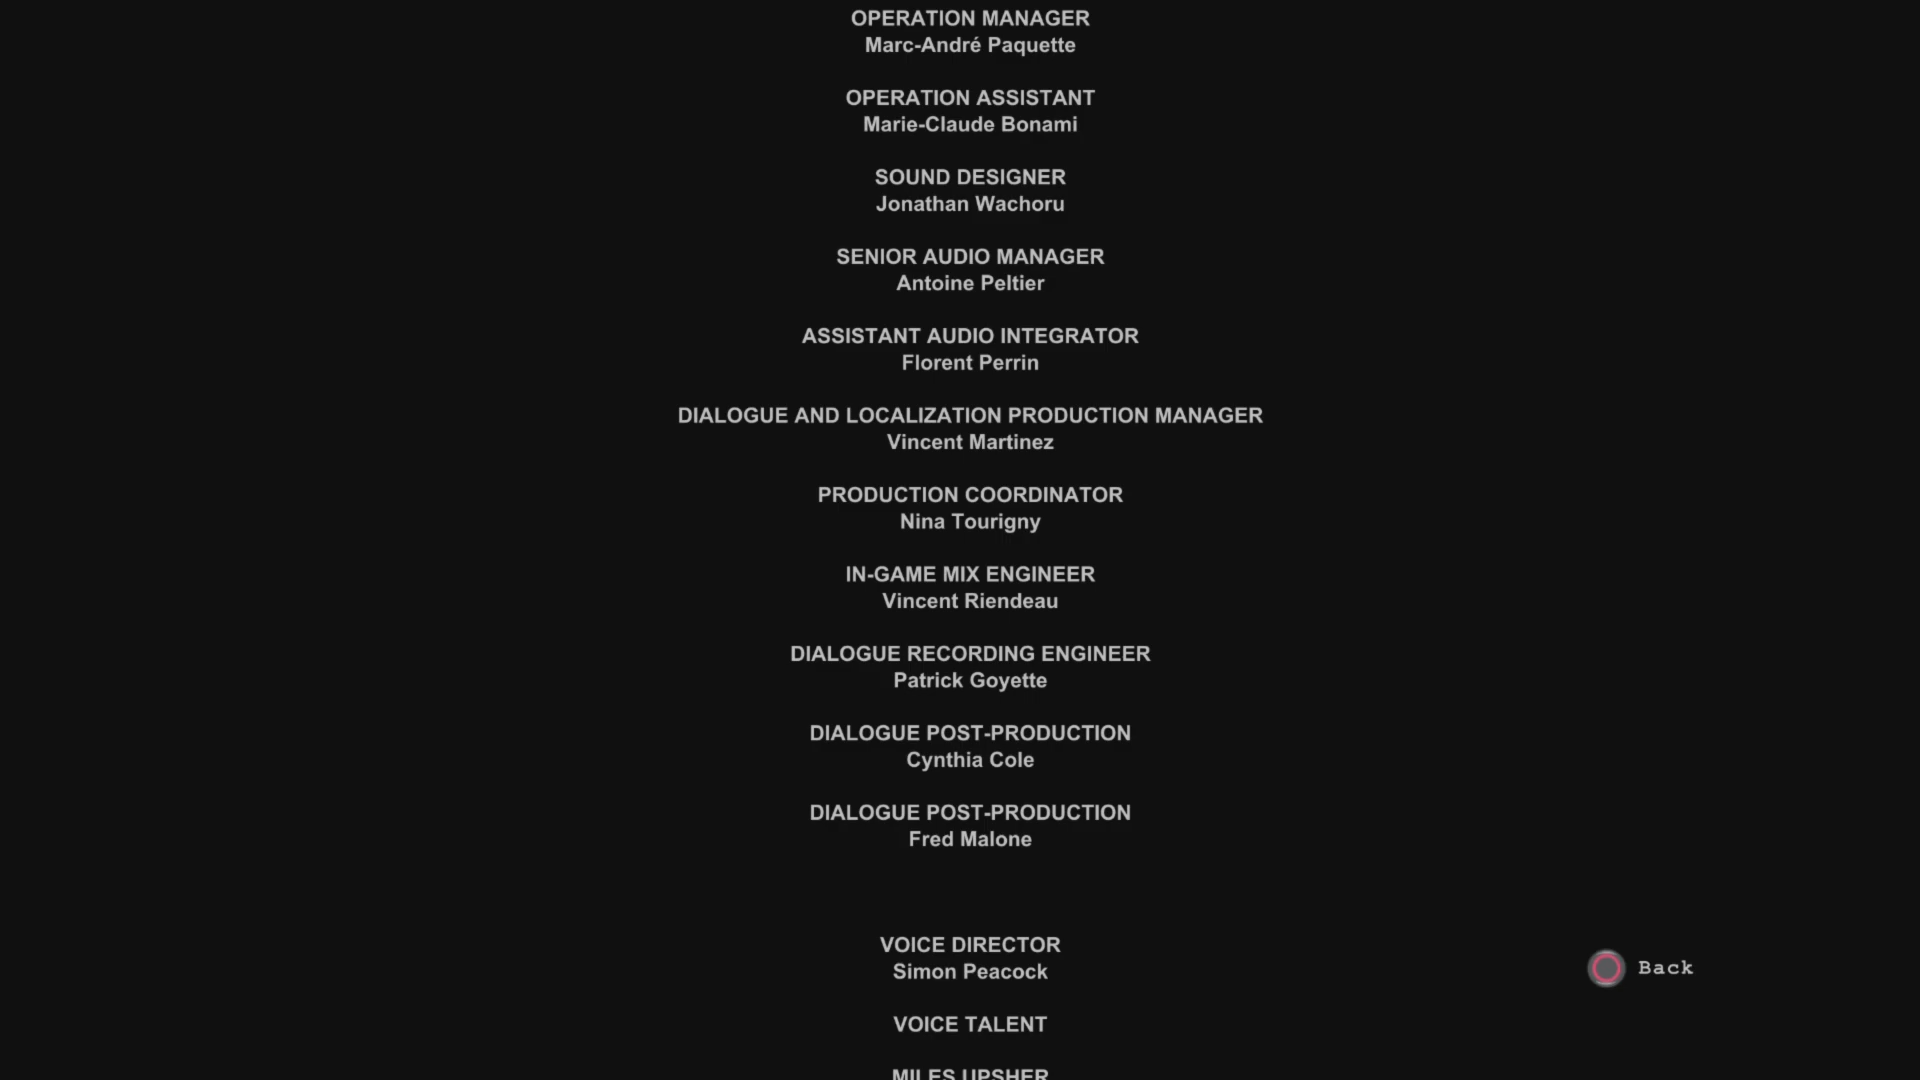 OPERATION MANAGER
Marc-André Paquette
OPERATION ASSISTANT
Marie-Claude Bonami
SOUND DESIGNER
Jonathan Wachoru
SENIOR AUDIO MANAGER
Antoine Peltier
ASSISTANT AUDIO INTEGRATOR
Florent Perrin
DIALOGUE AND LOCALIZATION PRODUCTION MANAGER
Vincent Martinez
PRODUCTION COORDINATOR
Nina Tourigny
IN-GAME MIX ENGINEER
Vincent Riendeau
DIALOGUE RECORDING ENGINEER
Patrick Goyette
DIALOGUE POST-PRODUCTION
Cynthia Cole
DIALOGUE POST-PRODUCTION
Fred Malone
VOICE DIRECTOR
Simon Peacock
Back
VOICE TALENT
MILES UPSHER